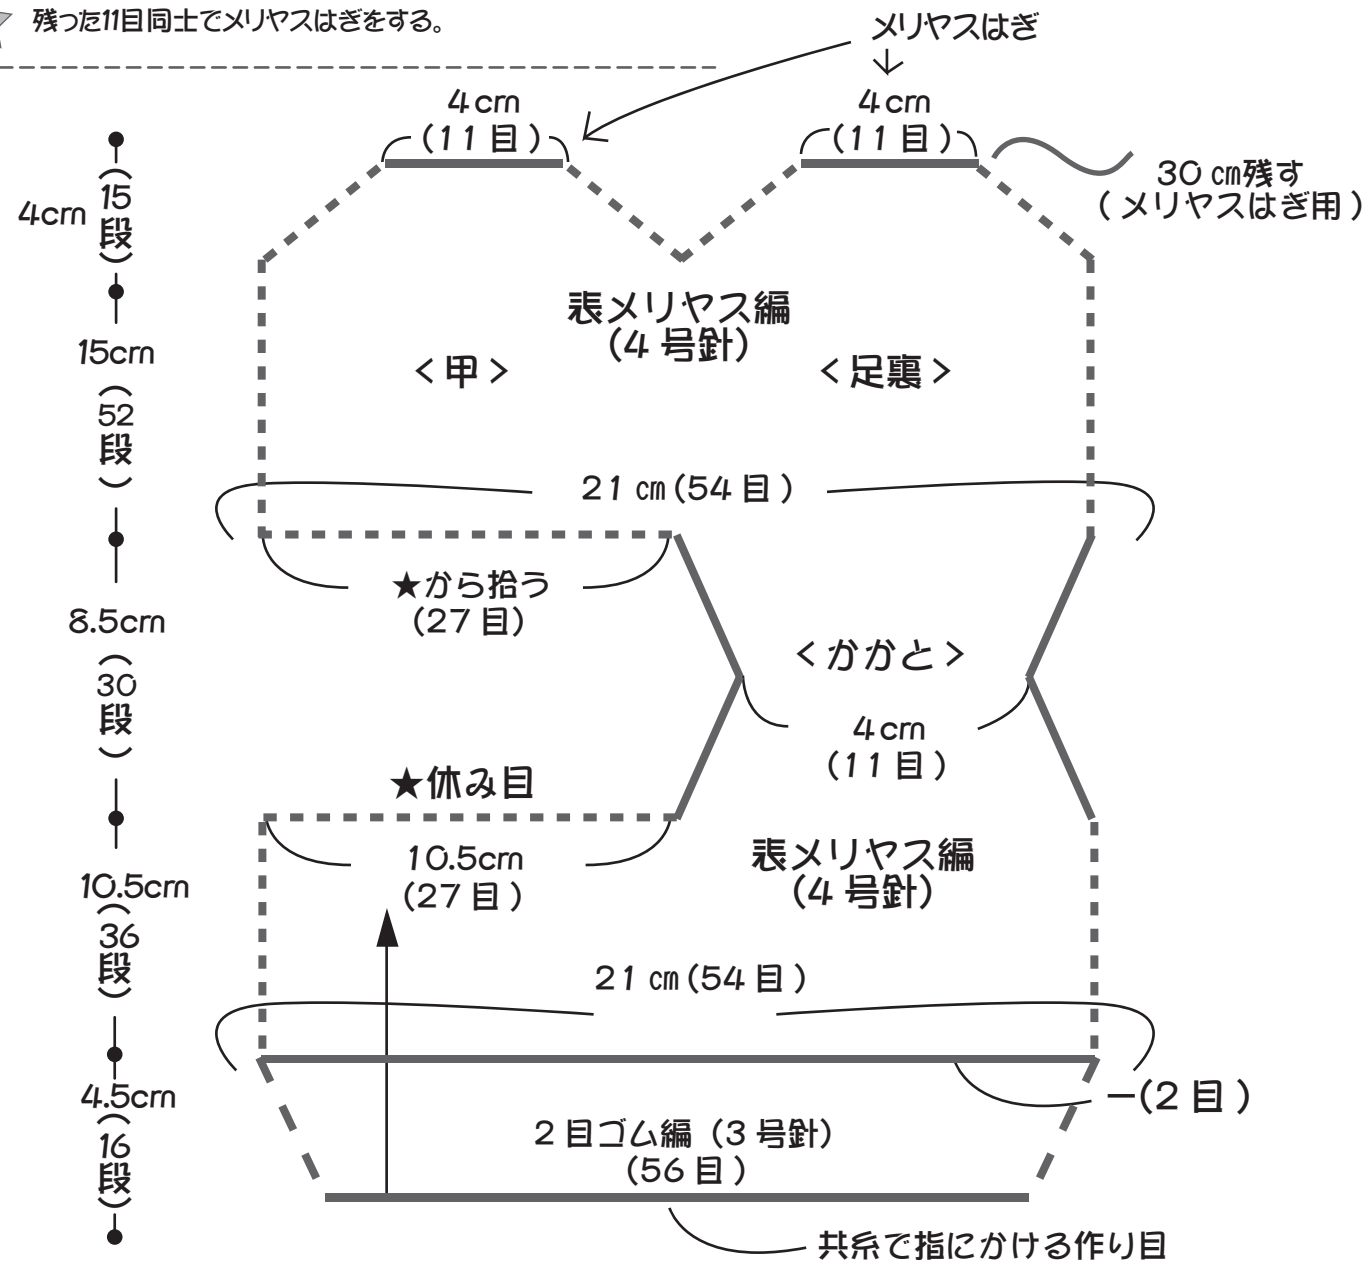 残った11目同士でメリヤスはぎをする。
メリヤスはぎ
4cm
(11目)
4cm
(11目)
30㎝残す
(メリヤスはぎ用)
4cm
(15段)
表メリヤス編
(4号針)
15cm
(52段)
<甲>
<足裏>
21㎝(54目)
★から拾う
(27目)
8.5cm
(30段)
<かかと>
4cm
(11目)
★休み目
10.5cm
(27目)
表メリヤス編
(4号針)
10.5cm
(36段)
21㎝(54目)
4.5cm
(16段)
−(2目)
2目ゴム編(3号針)
(56目)
共糸で指にかける作り目